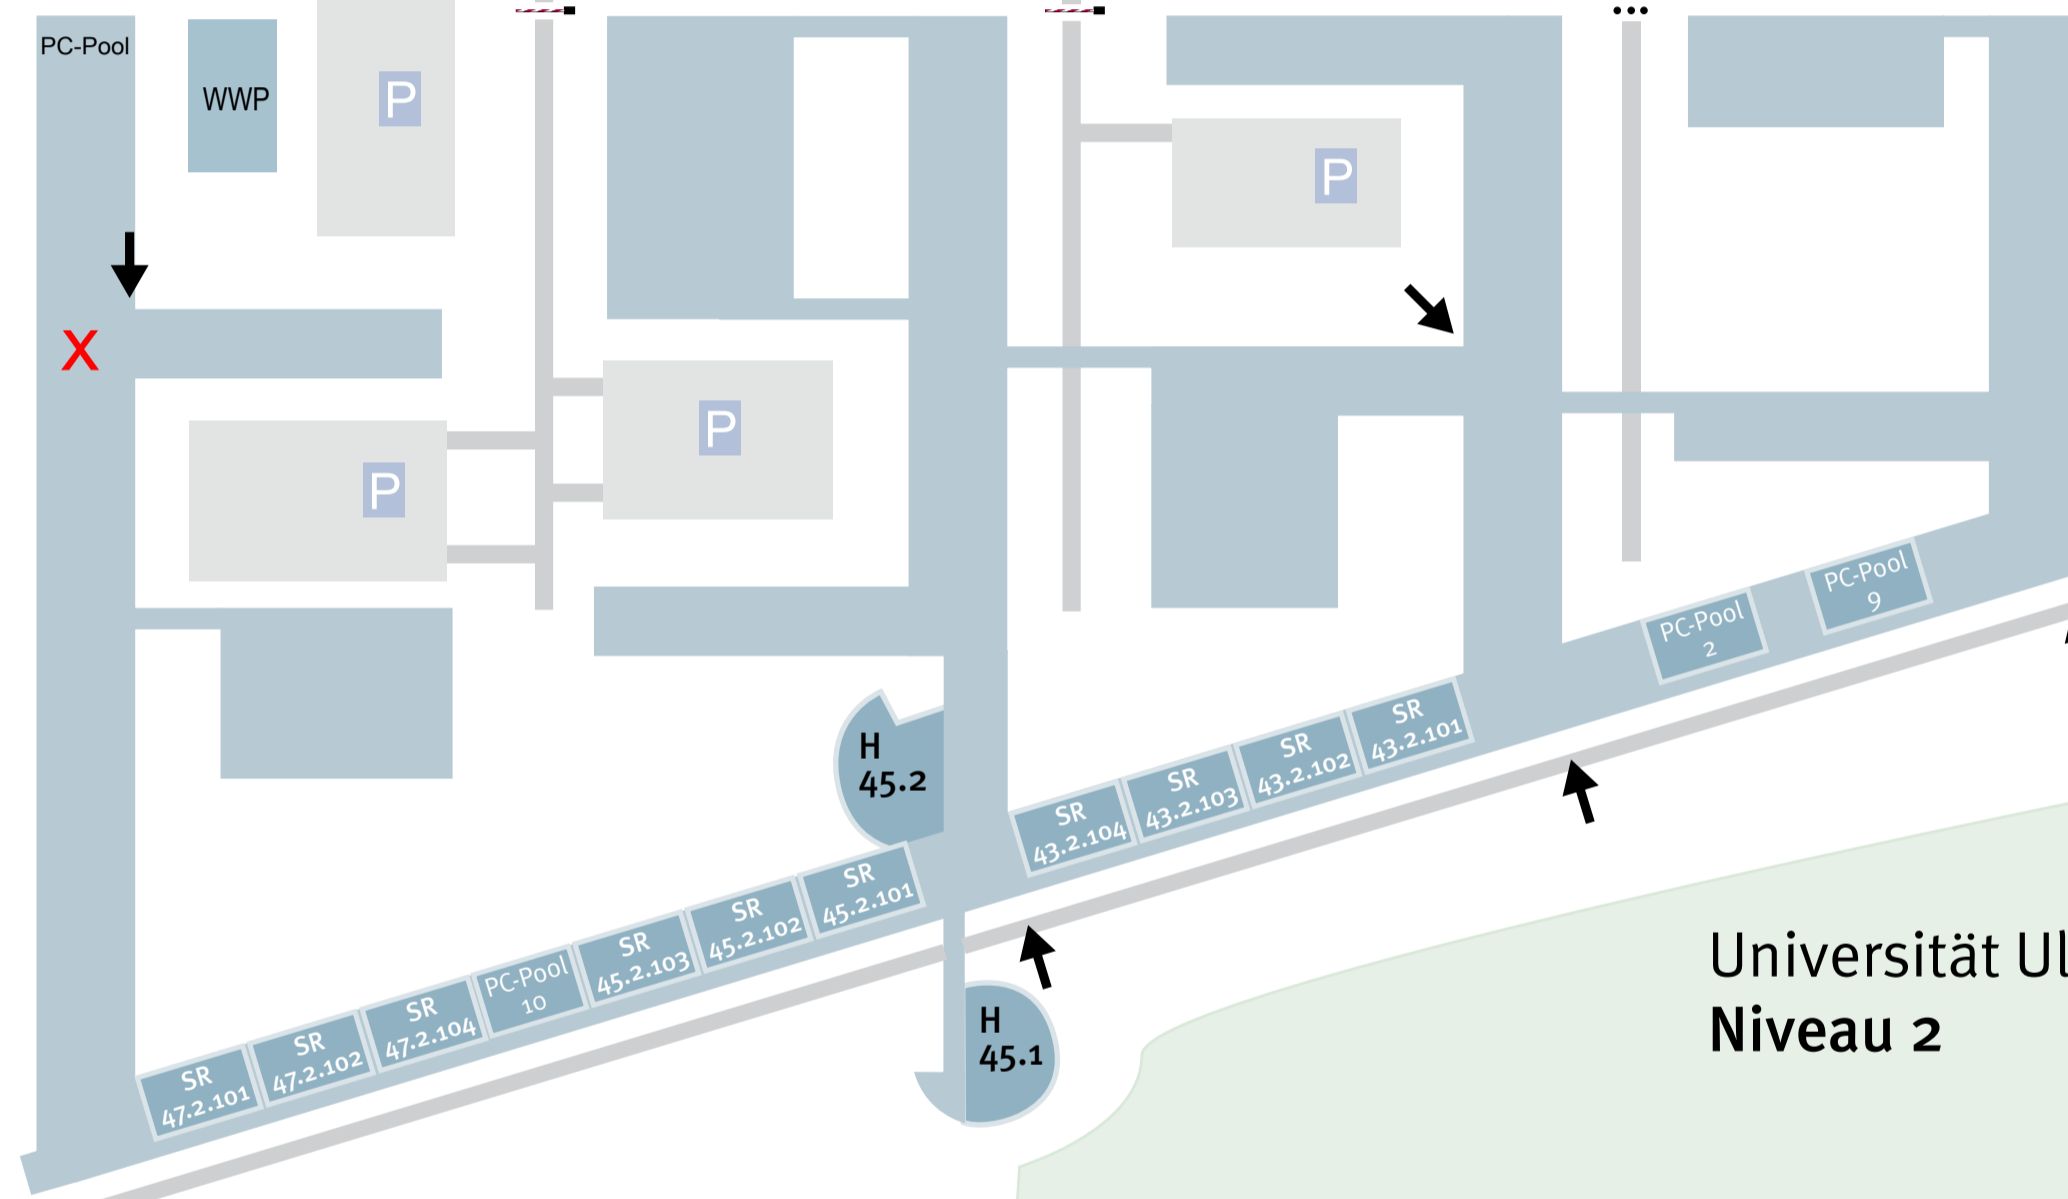 PC-Pool
WWP
P
P
X
P
P
PC-Pool
9
PC-Pool
2
SR
43.2.101
SR
43.2.102
SR
43.2.103
SR
43.2.104
H
45.2
SR
45.2.101
SR
45.2.102
SR
45.2.103
PC-Pool
10
SR
47.2.104
SR
47.2.102
SR
47.2.101
H
45.1
Universität Ul
Niveau 2